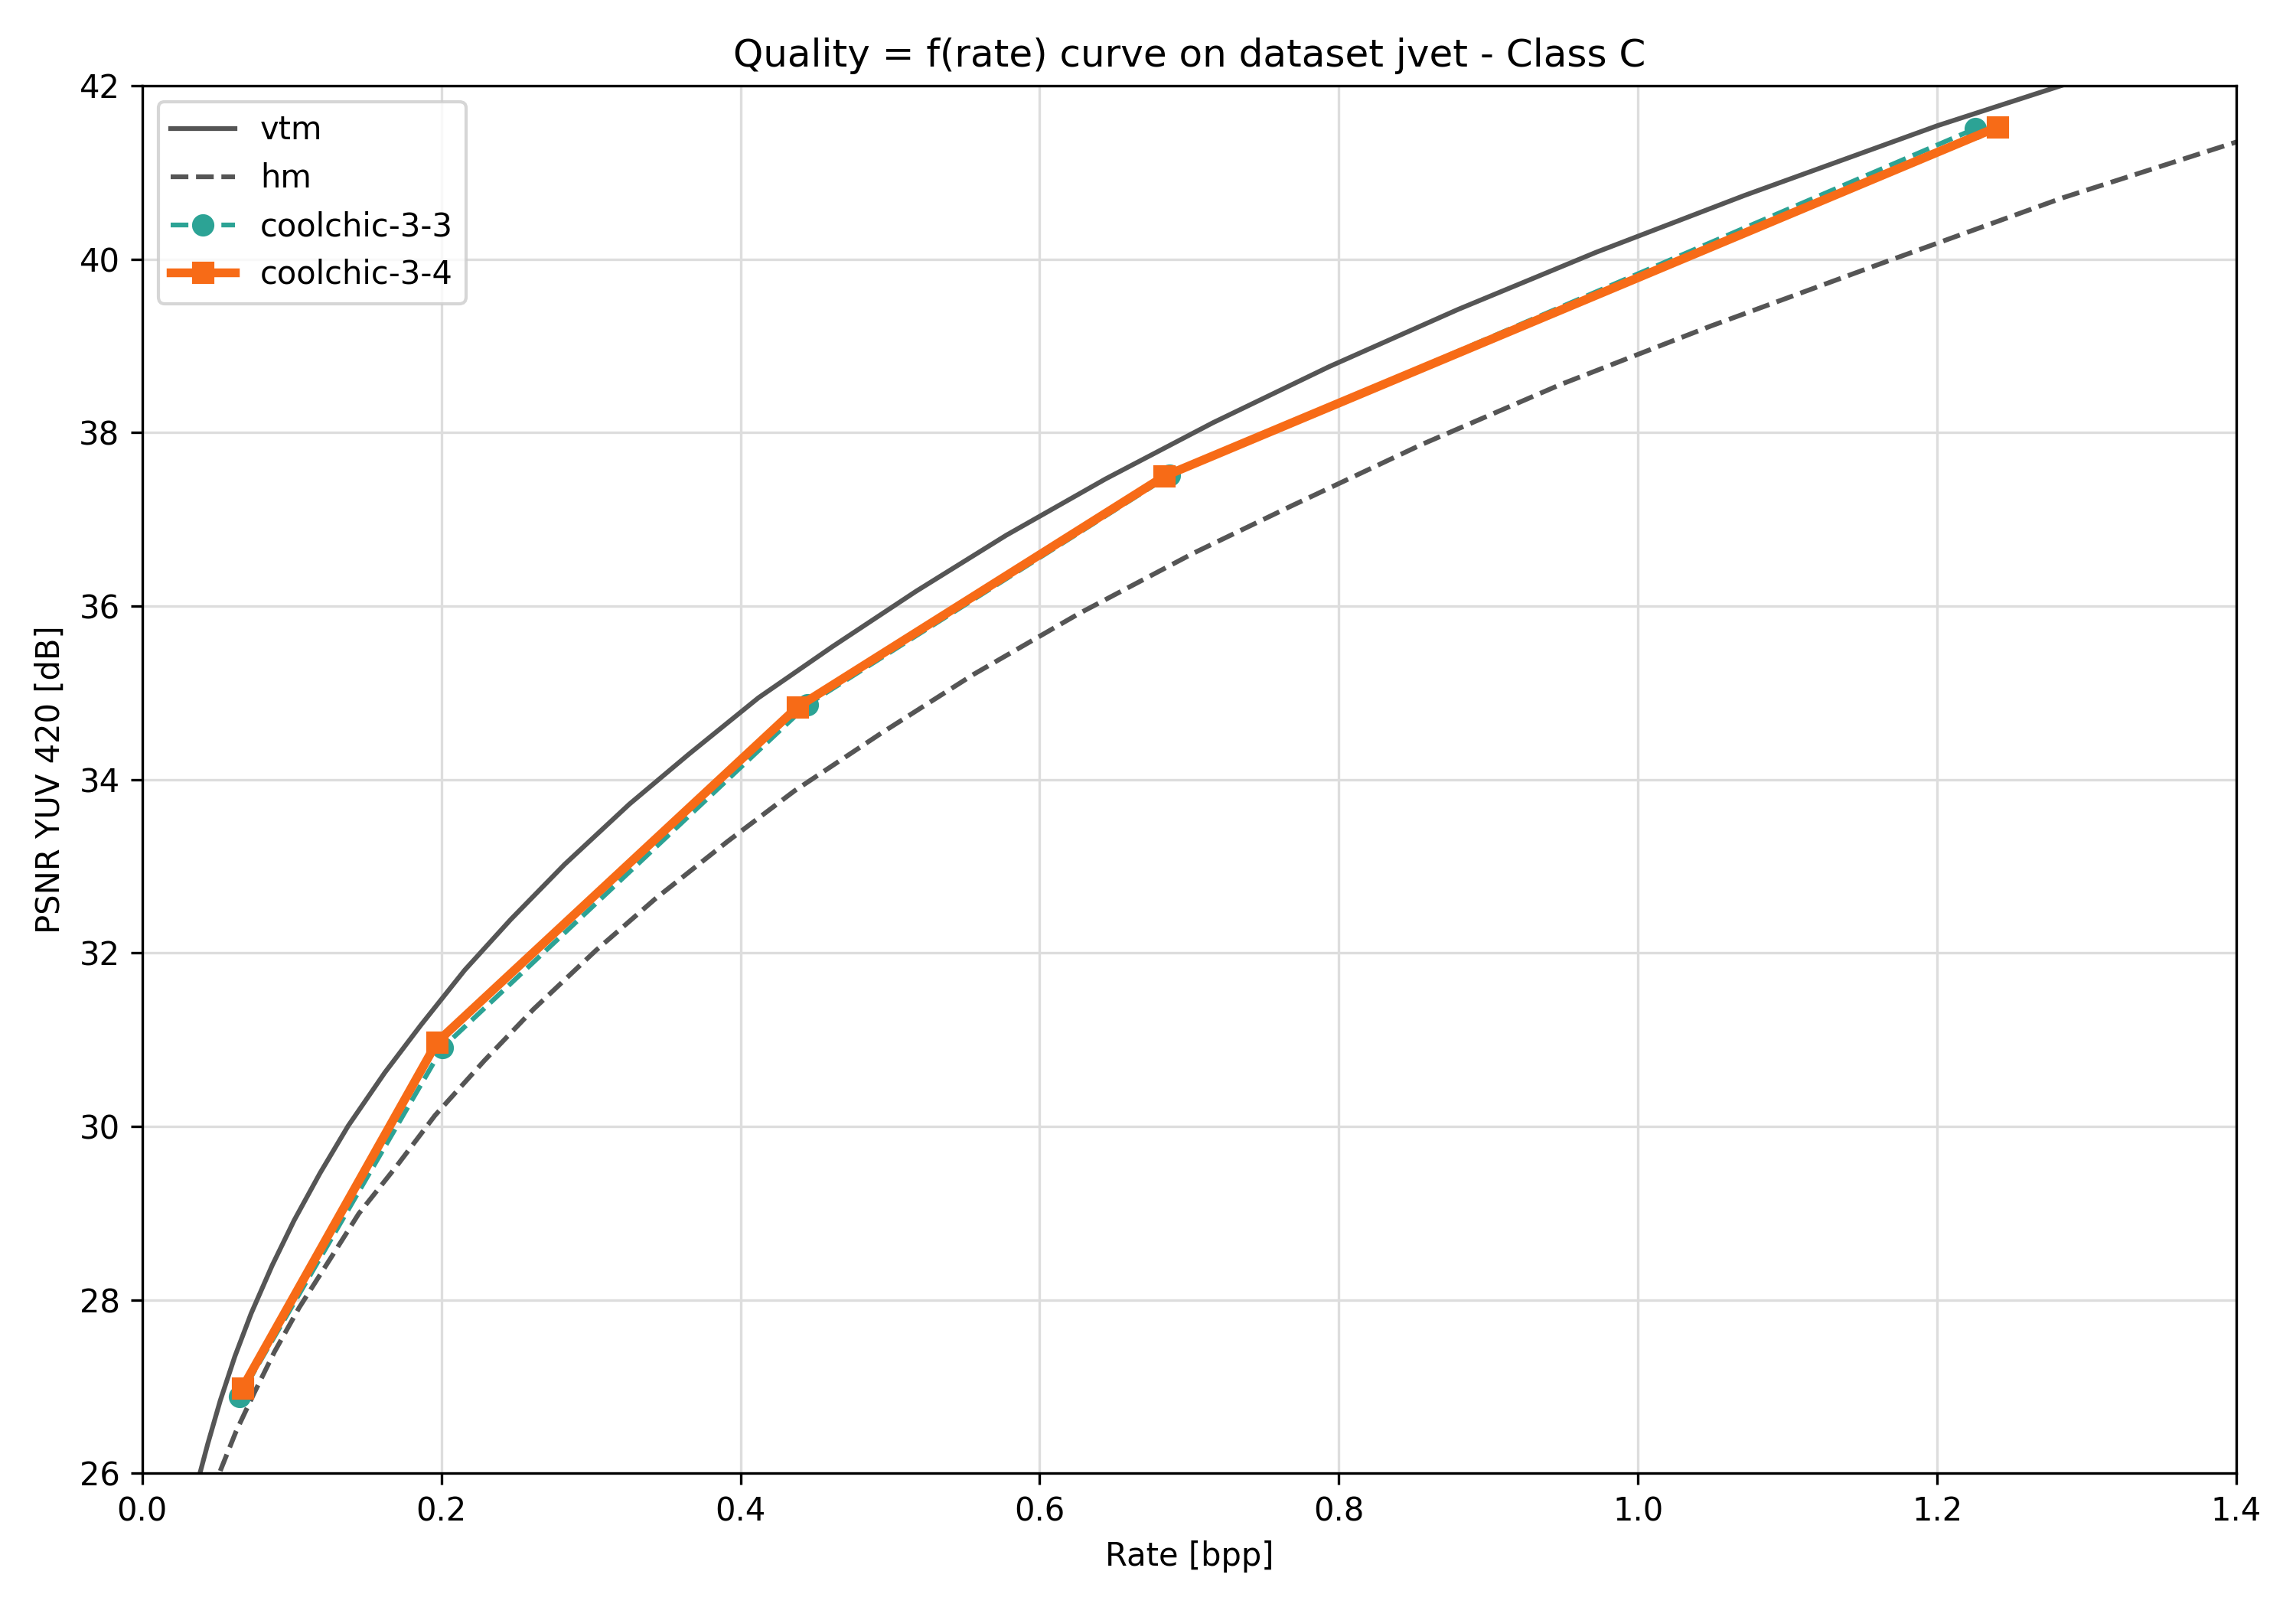 Quality = f(rate) curve on dataset jvet - Class C
vtm
hm
coolchic-3-3
coolchic-3-4
42
40
38
36
34
32
30
28
26
PSNR YUV 420 [dB]
0.0 0.2 0.4 0.6 0.8 1.0 1.2 1.4
Rate [bpp]